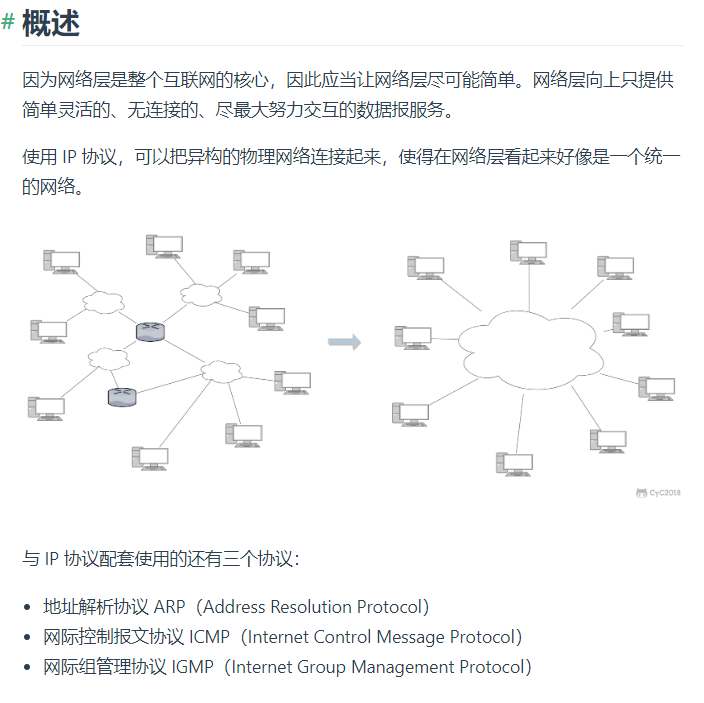 # 概述
因为网络层是整个互联网的核心，因此应当让网络层尽可能简单。网络层向上只提供
简单灵活的、无连接的、尽最大努力交互的数据报服务。
使用 IP 协议，可以把异构的物理网络连接起来，使得在网络层看起来好像是一个统一
的网络。
CyC2018
与 IP 协议配套使用的还有三个协议：
• 地址解析协议 ARP（Address Resolution Protocol）
• 网际控制报文协议 ICMP（Internet Control Message Protocol）
• 网际组管理协议 IGMP（Internet Group Management Protocol）